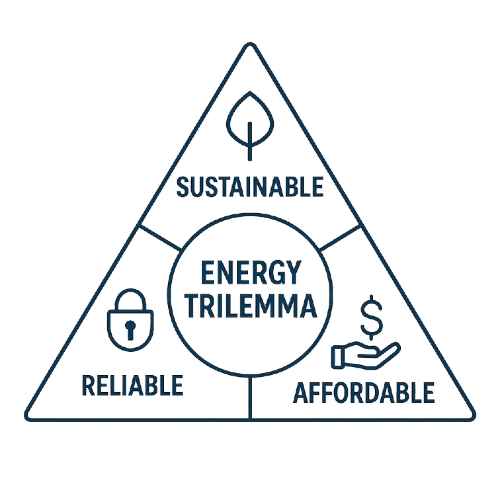 SUSTAINABLE
ENERGY
TRILEMMA
RELIABLE
$
AFFORDABLE